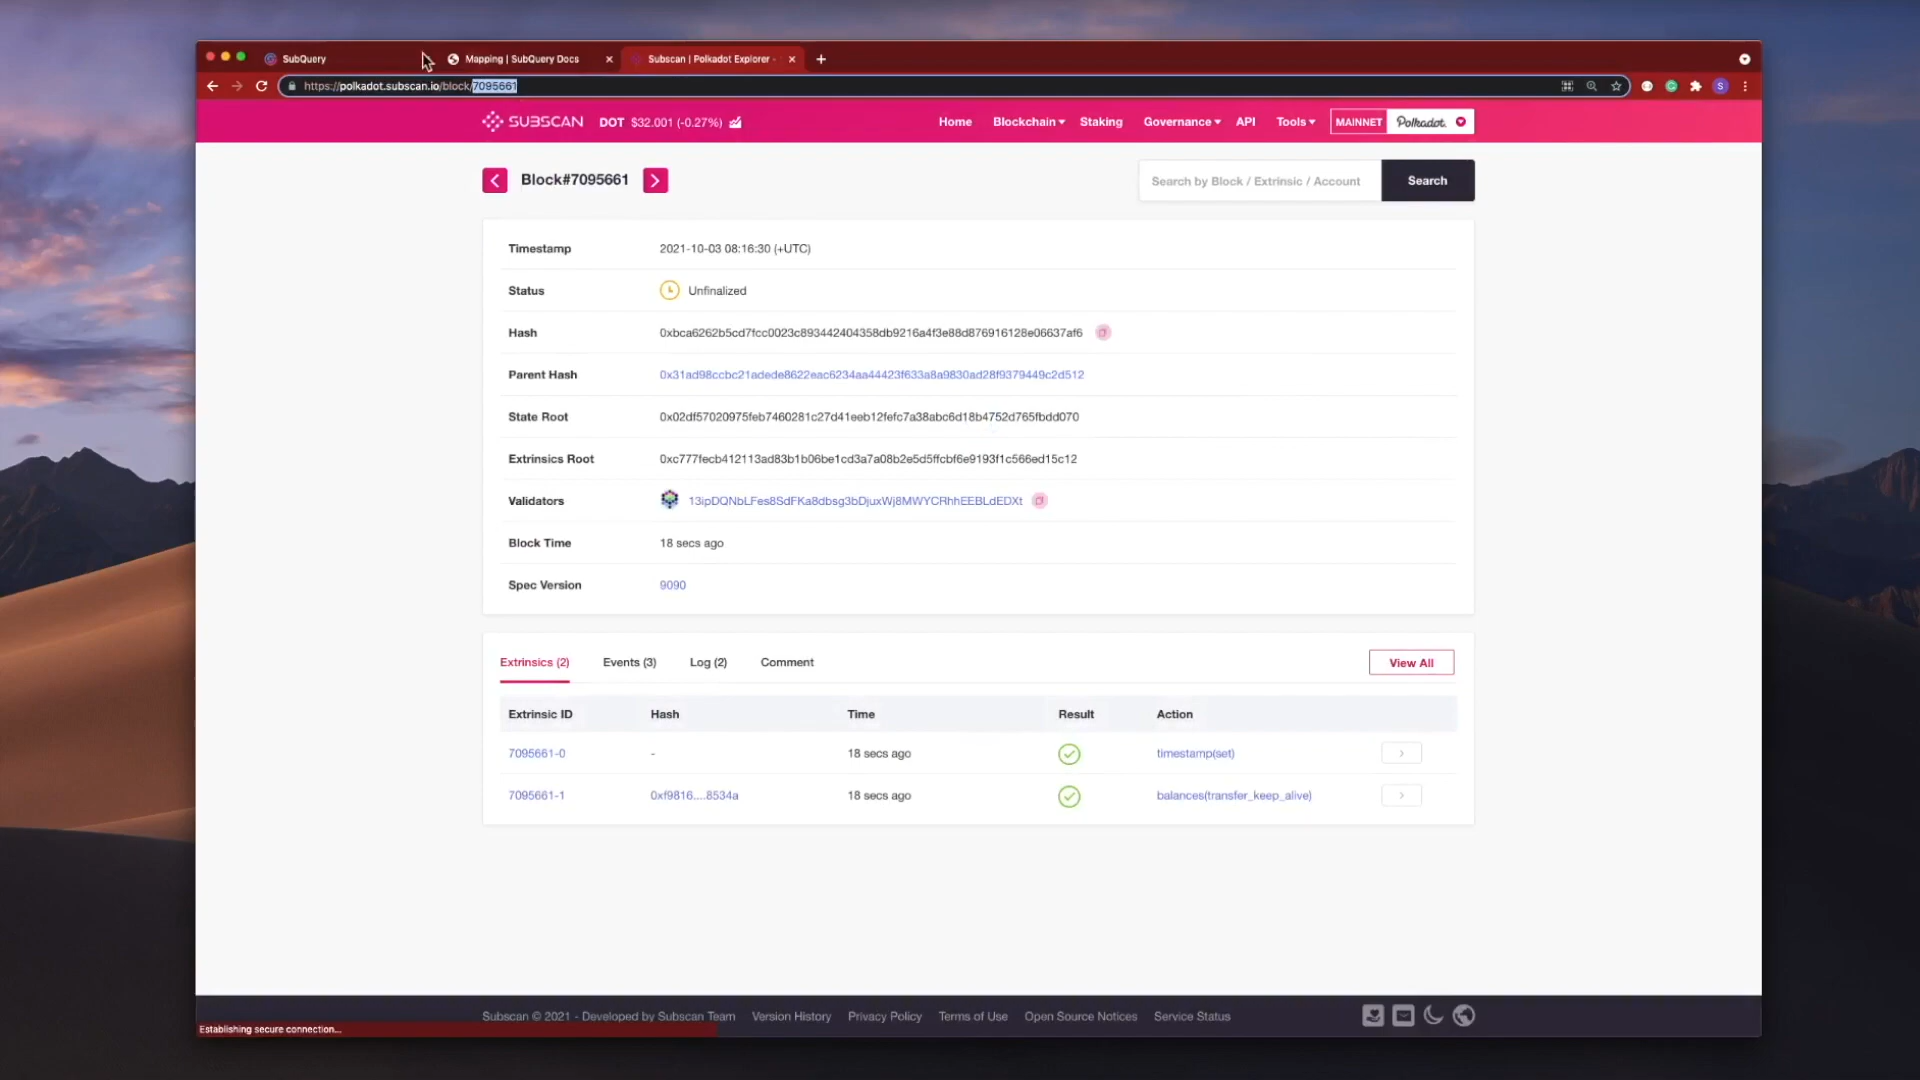 SubQuery
Mapping | SubQuery Docs
Subscan | Polkadot Explorer -
https://polkadot.subscan.io/block/7095661
S
SUBSCAN DOT $32.001 (-0.27%) Home Blockchain Staking Governance API Tools MAINNET Polkadot.
Block#7095661
Search by Block / Extrinsic / Account Search
Timestamp 2021-10-03 08:16:30 (+UTC)
Status Unfinalized
Hash 0xbca6262b5cd7fcc0023c893442404358db9216a4f3e88d876916128e06637af6
Parent Hash 0x31ad98ccbc21adede8622eac6234aa44423f633a8a9830ad28f9379449c2d512
State Root 0x02df57020975feb7460281c27d41eeb12fefc7a38abc6d18b4752d765fbdd070
Extrinsics Root 0xc777fecb412113ad83b1b06be1cd3a7a08b2e5d5ffcbf6e9193f1c566ed15c12
Validators 13ipDQNbLFes8SdFKa8dbsg3bDjuxWj8MWYCRhhEEBLdEDXt
Block Time 18 secs ago
Spec Version 9090
Extrinsics (2) Events (3) Log (2) Comment View All
Extrinsic ID Hash Time Result Action
7095661-0 - 18 secs ago timestamp(set)
7095661-1 0xf9816....8534a 18 secs ago balances(transfer_keep_alive)
Subscan © 2021 - Developed by Subscan Team Version History Privacy Policy Terms of Use Open Source Notices Service Status
Establishing secure connection...